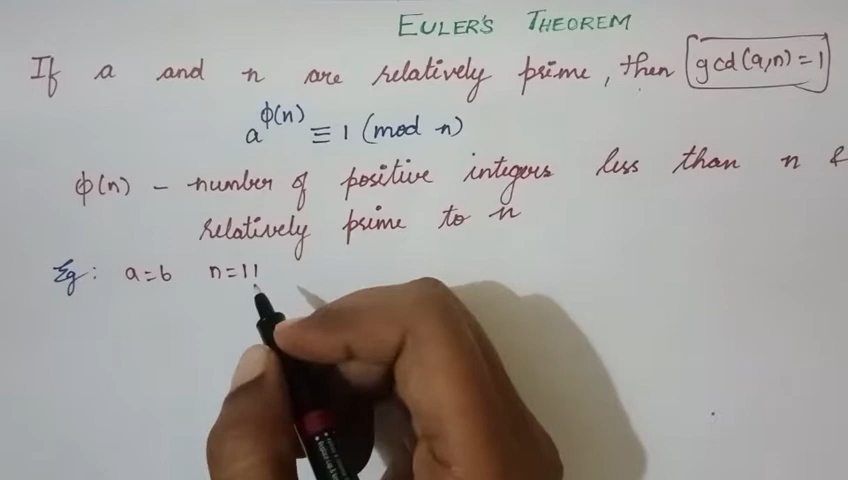 EULER'S THEOREM
If a and n are relatively prime, then gcd(a,n)=1
a^ϕ(n) ≡ 1 (mod n)
ϕ(n) - number of positive integers less than n &
relatively prime to n
Eg: a=6 n=11